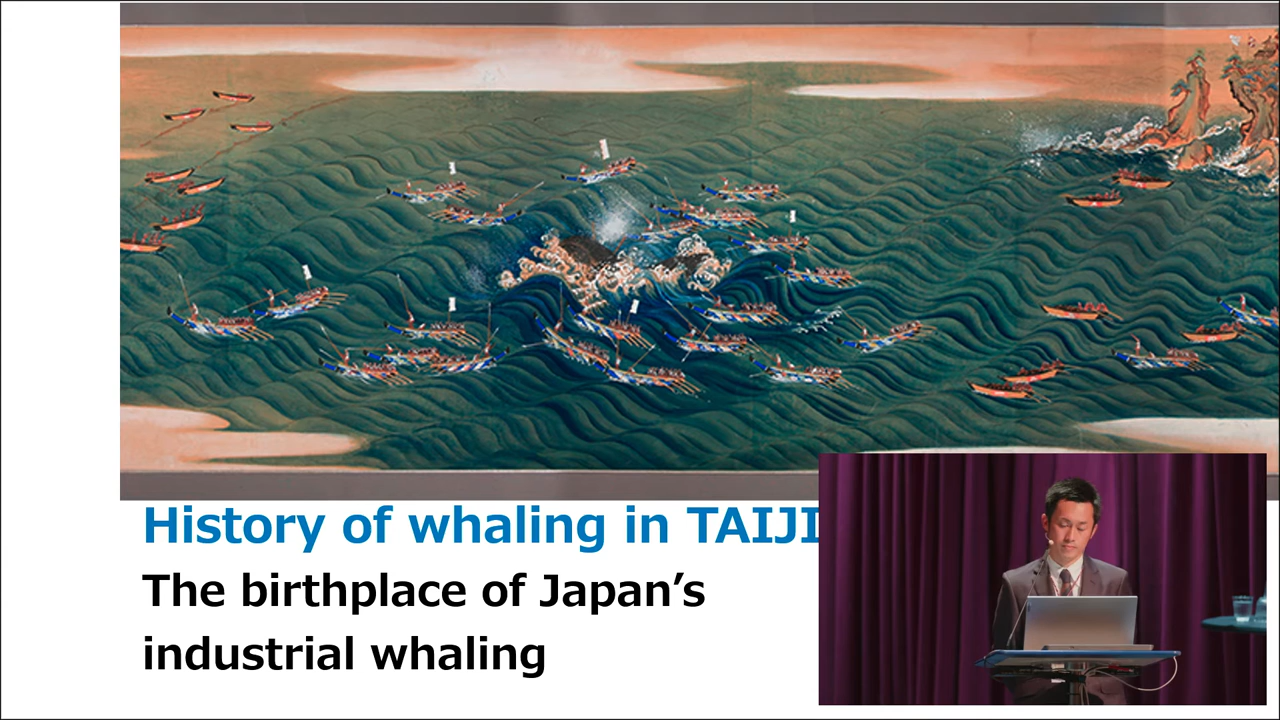 History of whaling in TAIJI
The birthplace of Japan’s
industrial whaling